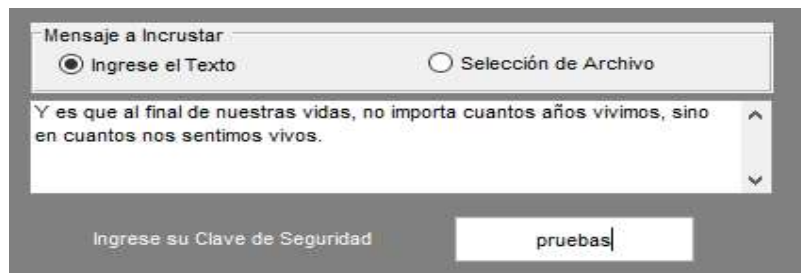 Mensaje a Incrustar
Ingrese el Texto Selección de Archivo
Y es que al final de nuestras vidas, no importa cuantos años vivimos, sino
en cuantos nos sentimos vivos.
Ingrese su Clave de Seguridad pruebas